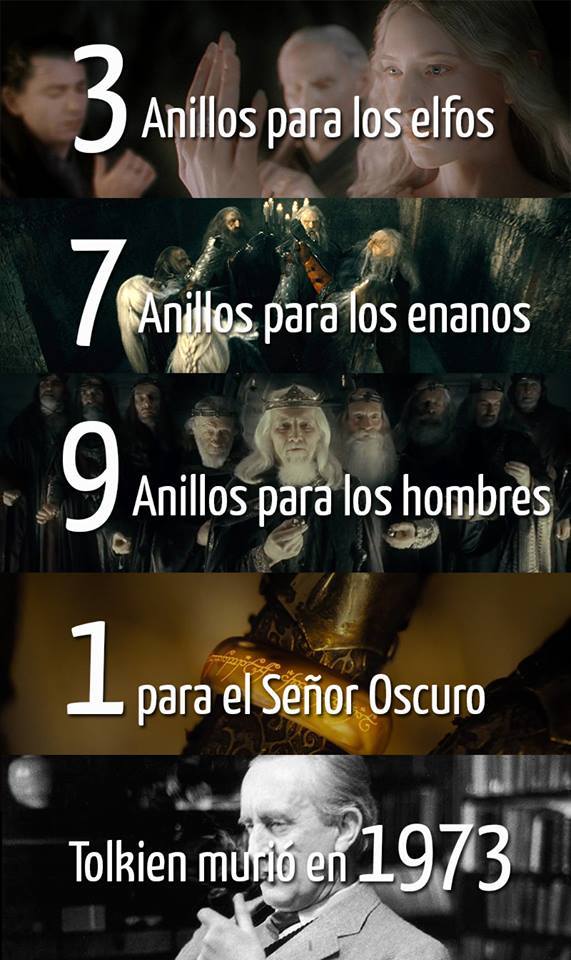 3 Anillos para los elfos
7 Anillos para los enanos
9 Anillos para los hombres
1 para el Señor Oscuro
Tolkien murió en 1973